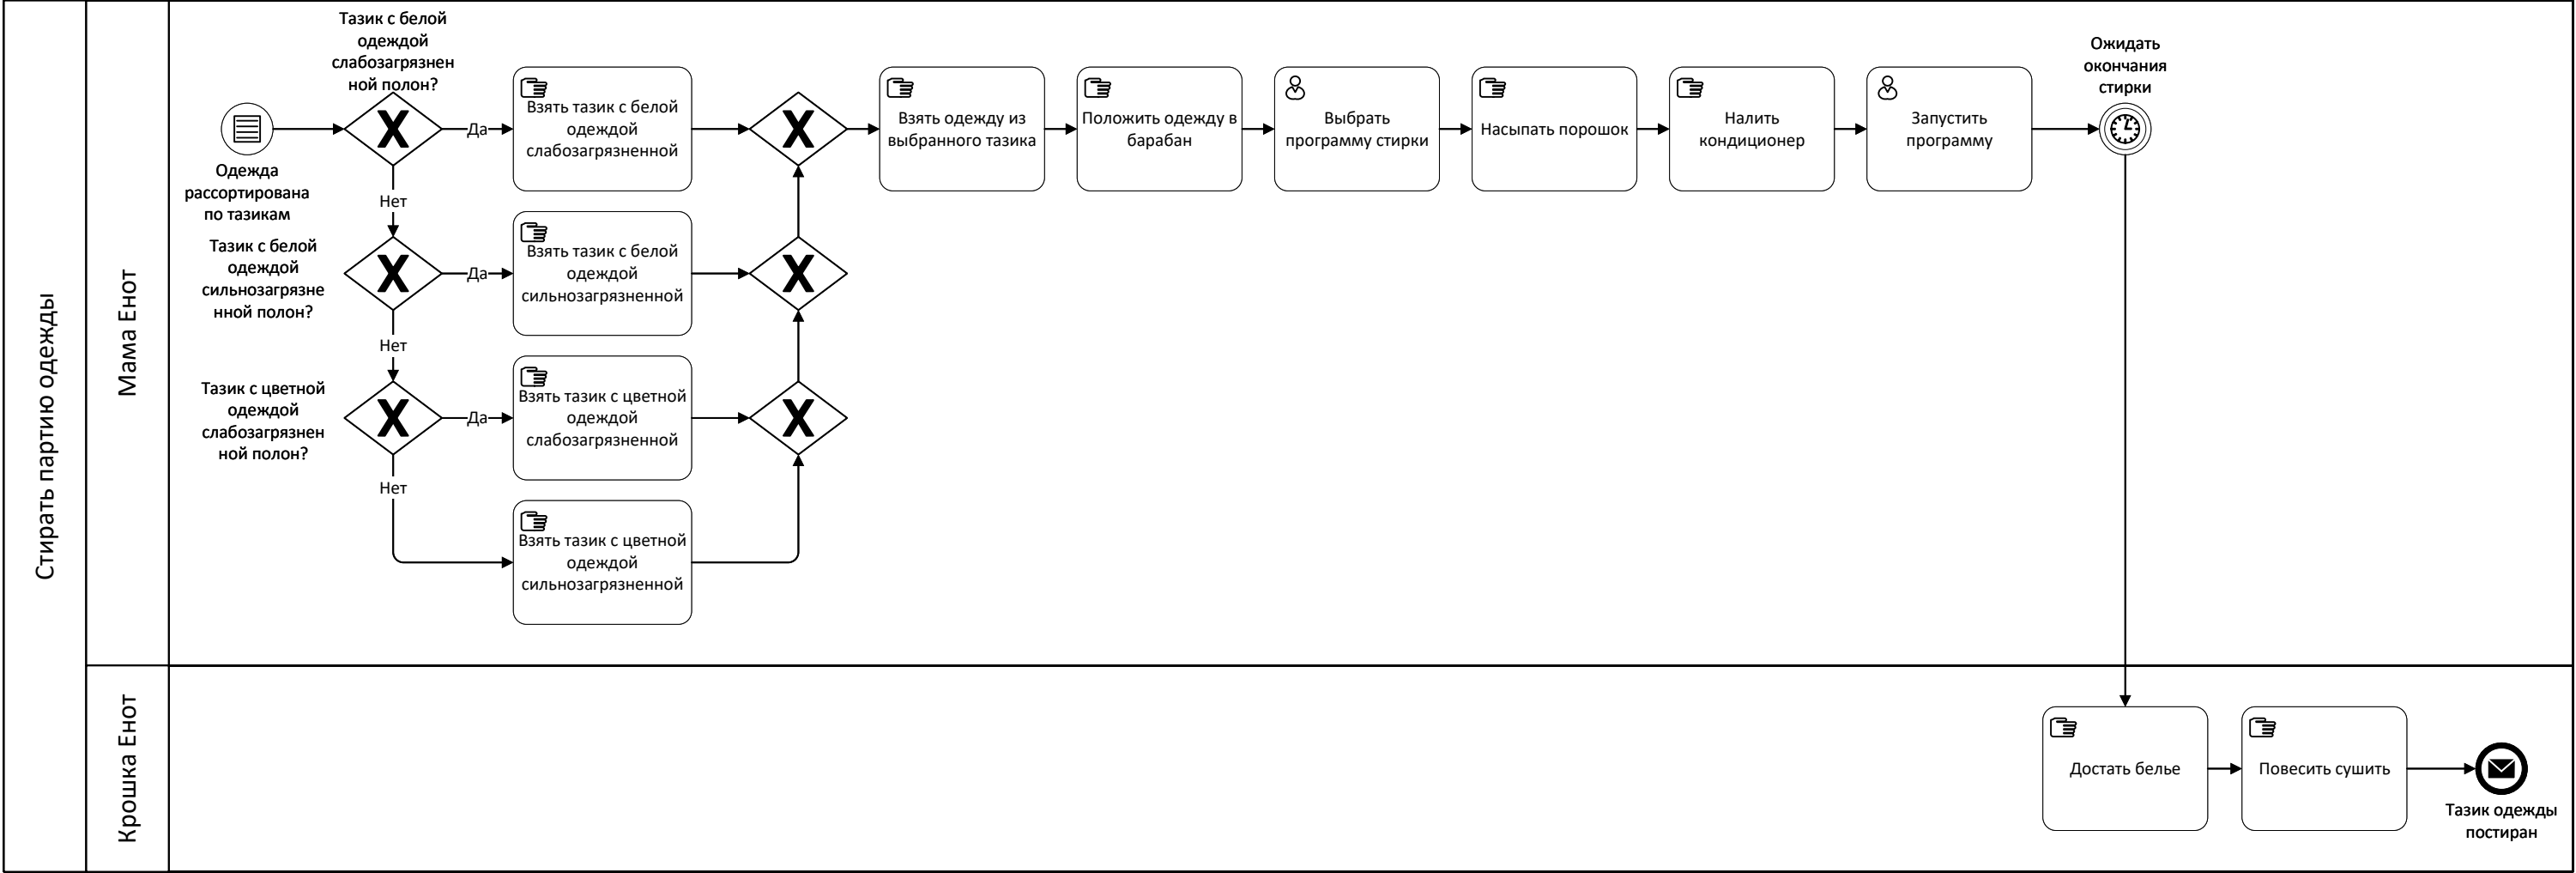 Стирать партию одежды
Мама Енот
Крошка Енот
Одежда
рассортирована
по тазикам
Тазик с белой
одеждой
слабозагрязнен
ной полон?
Да
Нет
Взять тазик с белой
одеждой
слабозагрязненной
Тазик с белой
одеждой
сильнозагрязне
нной полон?
Да
Нет
Взять тазик с белой
одеждой
сильнозагрязненной
Тазик с цветной
одеждой
слабозагрязнен
ной полон?
Да
Нет
Взять тазик с цветной
одеждой
слабозагрязненной
Взять тазик с цветной
одеждой
сильнозагрязненной
Взять одежду из
выбранного тазика
Положить одежду в
барабан
Выбрать
программу стирки
Насыпать порошок
Налить
кондиционер
Запустить
программу
Ожидать
окончания
стирки
Достать белье
Повесить сушить
Тазик одежды
постиран